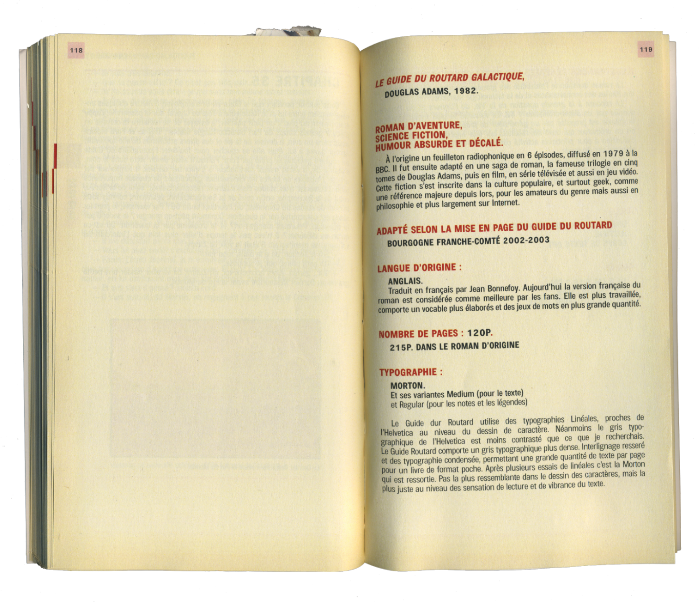 118
119
LE GUIDE DU ROUTARD GALACTIQUE,
DOUGLAS ADAMS, 1982.
ROMAN D'AVENTURE,
SCIENCE FICTION,
HUMOUR ABSURDE ET DÉCALÉ.
À l'origine un feuilleton radiophonique en 6 épisodes, diffusé en 1979 à la
BBC. Il fut ensuite adapté en une saga de roman, la fameuse trilogie en cinq
tomes de Douglas Adams, puis en film, en série télévisée et aussi en jeu vidéo.
Cette fiction s'est inscrite dans la culture populaire, et surtout geek, comme
une référence majeure depuis lors, pour les amateurs du genre mais aussi en
philosophie et plus largement sur Internet.
ADAPTÉ SELON LA MISE EN PAGE DU GUIDE DU ROUTARD
BOURGOGNE FRANCHE-COMTÉ 2002-2003
LANGUE D'ORIGINE :
ANGLAIS.
Traduit en français par Jean Bonnefoy. Aujourd'hui la version française du
roman est considérée comme meilleure par les fans. Elle est plus travaillée,
comporte un vocable plus élaborés et des jeux de mots en plus grande quantité.
NOMBRE DE PAGES : 120P.
215P. DANS LE ROMAN D'ORIGINE
TYPOGRAPHIE :
MORTON.
Et ses variantes Medium (pour le texte)
et Regular (pour les notes et les légendes)
Le Guide dur Routard utilise des typographies Linéales, proches de
l'Helvetica au niveau du dessin de caractère. Néanmoins le gris typo-
graphique de l'Helvetica est moins contrasté que ce que je recherchais.
Le Guide Routard comporte un gris typographique plus dense. Interlignage resseré
et des typographie condensée, permettant une grande quantité de texte par page
pour un livre de format poche. Après plusieurs essais de linéales c'est la Morton
qui est ressortie. Pas la plus ressemblante dans le dessin des caractères, mais la
plus juste au niveau des sensation de lecture et de vibrance du texte.